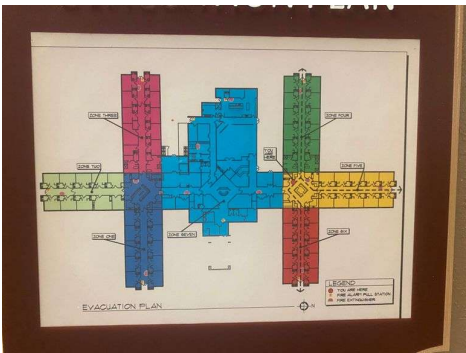 EVACUATION PLAN
ZONE THREE
ZONE FOUR
YOU
HERE
ZONE TWO
ZONE FIVE
ZONE ONE
ZONE SEVEN
ZONE SIX
LEGEND
YOU ARE HERE
FIRE ALARM PULL STATION
FIRE EXTINGUISHER
N
EVACUATION PLAN